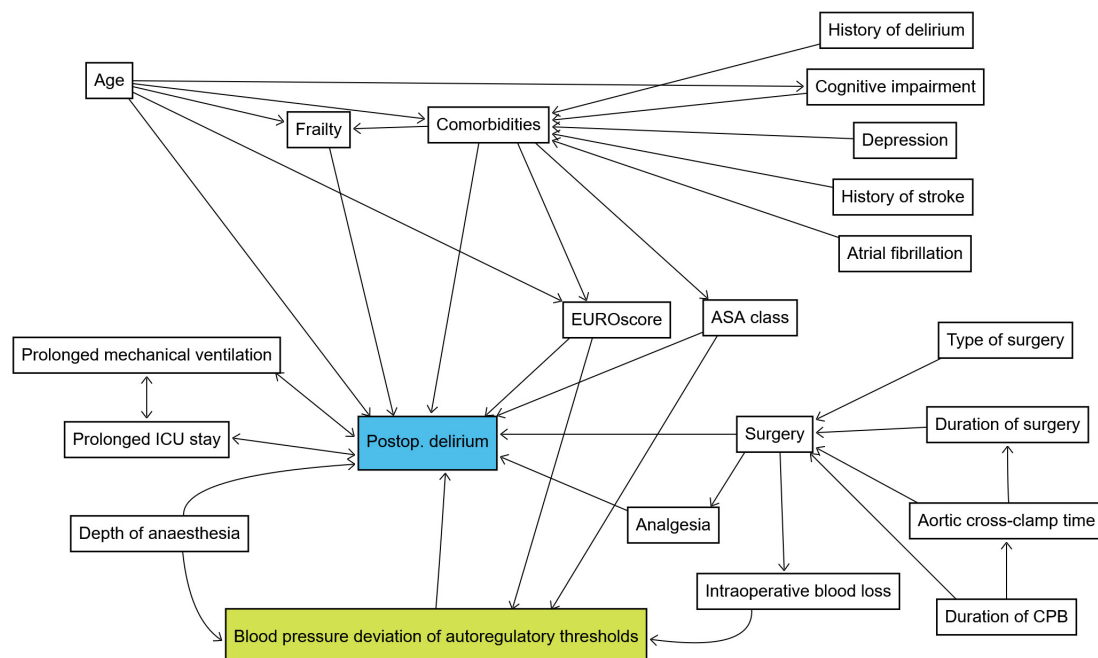 History of delirium
Age
Cognitive impairment
Frailty
Comorbidities
Depression
History of stroke
Atrial fibrillation
EUROscore
ASA class
Type of surgery
Prolonged mechanical ventilation
Prolonged ICU stay
Postop. delirium
Surgery
Duration of surgery
Depth of anaesthesia
Analgesia
Aortic cross-clamp time
Intraoperative blood loss
Duration of CPB
Blood pressure deviation of autoregulatory thresholds